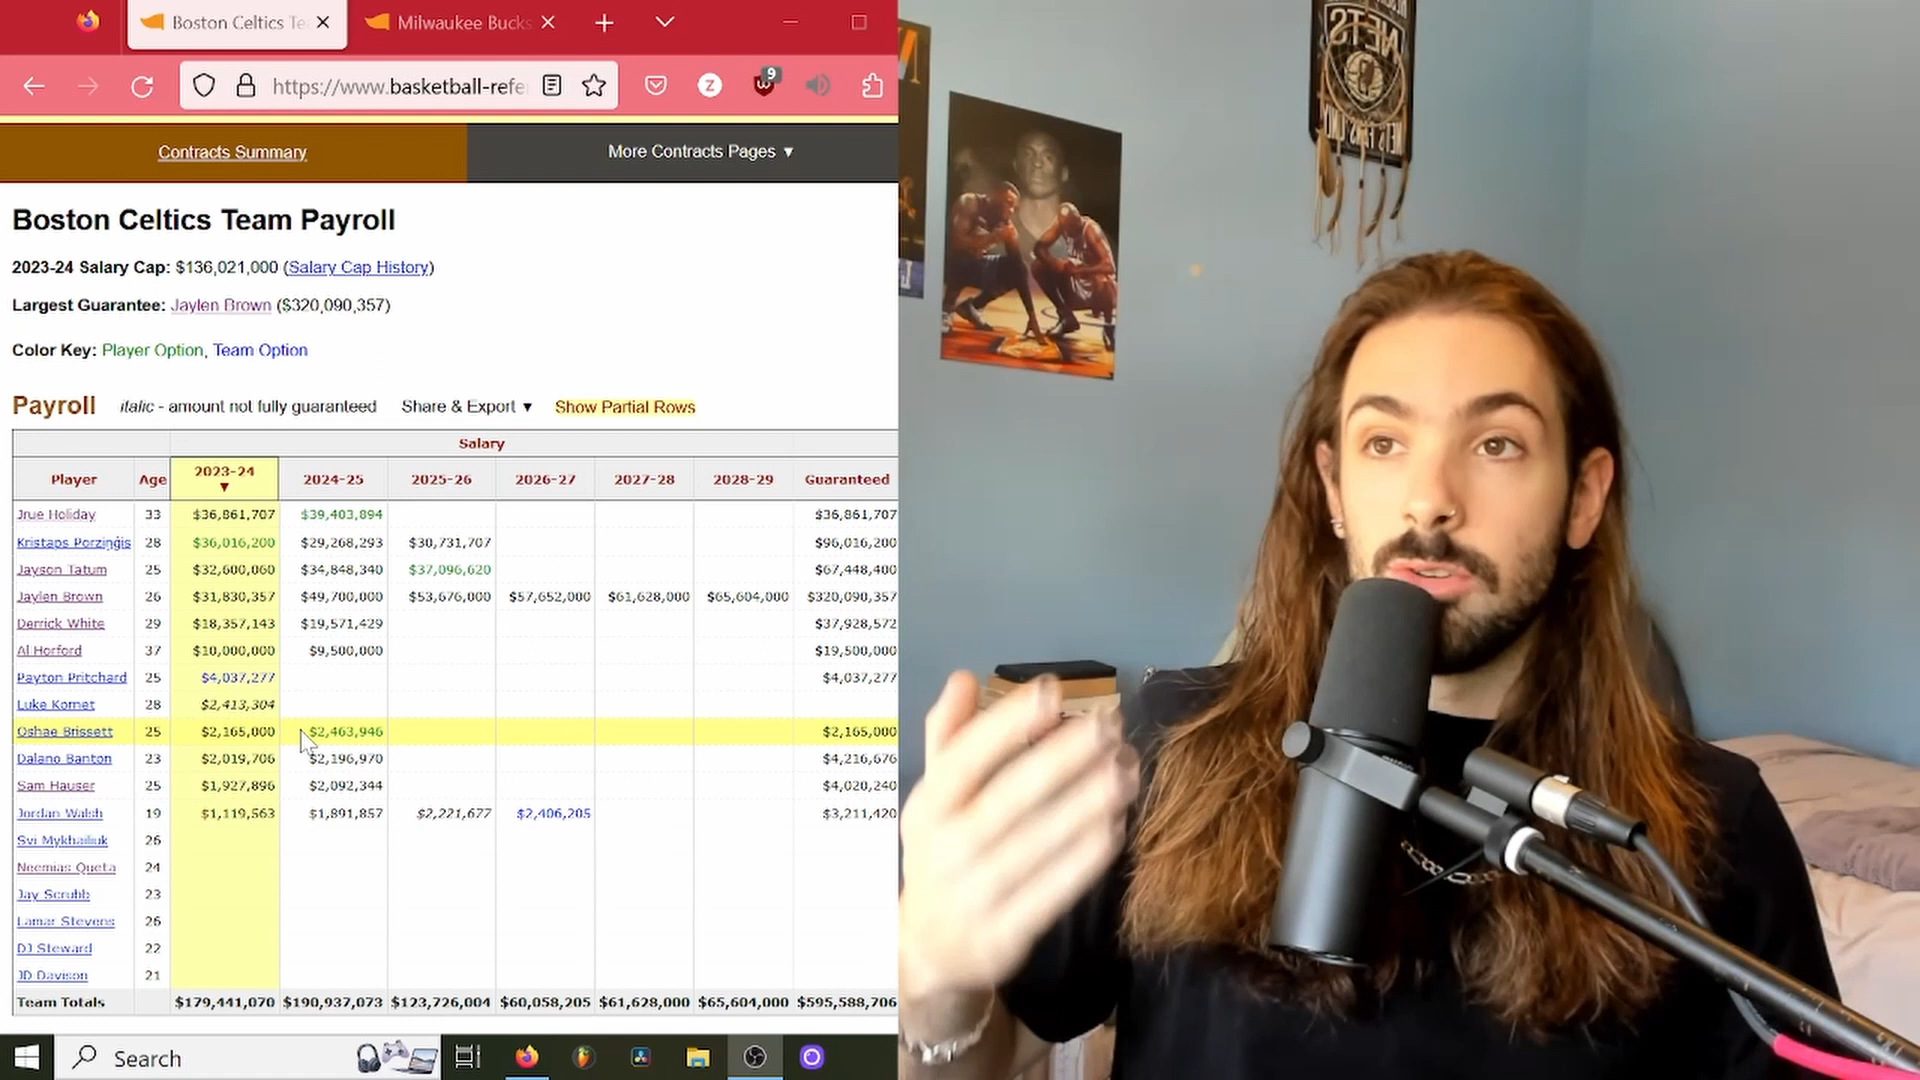 Boston Celtics Te
Milwaukee Bucks
https://www.basketball-refe
9
Z
Contracts Summary
More Contracts Pages ▼
Boston Celtics Team Payroll
2023-24 Salary Cap: $136,021,000 (Salary Cap History)
Largest Guarantee: Jaylen Brown ($320,090,357)
Color Key: Player Option, Team Option
Payroll italic - amount not fully guaranteed Share & Export ▼ Show Partial Rows
Salary
Player Age 2023-24 ▼ 2024-25 2025-26 2026-27 2027-28 2028-29 Guaranteed
Jrue Holiday 33 $36,861,707 $39,403,894 $36,861,707
Kristaps Porziņģis 28 $36,016,200 $29,268,293 $30,731,707 $96,016,200
Jayson Tatum 25 $32,600,060 $34,848,340 $37,096,620 $67,448,400
Jaylen Brown 26 $31,830,357 $49,700,000 $53,676,000 $57,652,000 $61,628,000 $65,604,000 $320,090,357
Derrick White 29 $18,357,143 $19,571,429 $37,928,572
Al Horford 37 $10,000,000 $9,500,000 $19,500,000
Payton Pritchard 25 $4,037,277 $4,037,277
Luke Kornet 28 $2,413,304
Oshae Brissett 25 $2,165,000 $2,463,946 $2,165,000
Dalano Banton 23 $2,019,706 $2,196,970 $4,216,676
Sam Hauser 25 $1,927,896 $2,092,344 $4,020,240
Jordan Walsh 19 $1,119,563 $1,891,857 $2,221,677 $2,406,205 $3,211,420
Svi Mykhailiuk 26
Neemias Queta 24
Jay Scrubb 23
Lamar Stevens 26
DJ Steward 22
JD Davison 21
Team Totals $179,441,070 $190,937,073 $123,726,004 $60,058,205 $61,628,000 $65,604,000 $595,588,706
Search
NETS